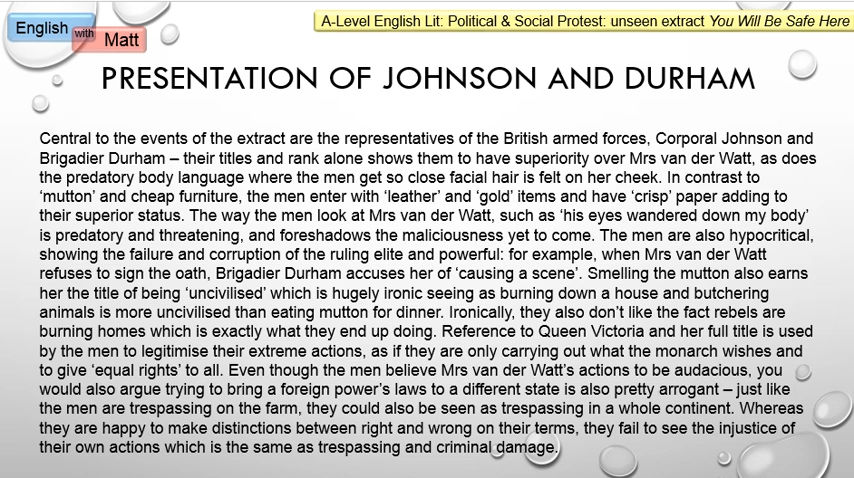 English with Matt
A-Level English Lit: Political & Social Protest: unseen extract You Will Be Safe Here
PRESENTATION OF JOHNSON AND DURHAM
Central to the events of the extract are the representatives of the British armed forces, Corporal Johnson and
Brigadier Durham – their titles and rank alone shows them to have superiority over Mrs van der Watt, as does
the predatory body language where the men get so close facial hair is felt on her cheek. In contrast to
‘mutton’ and cheap furniture, the men enter with ‘leather’ and ‘gold’ items and have ‘crisp’ paper adding to
their superior status. The way the men look at Mrs van der Watt, such as ‘his eyes wandered down my body’
is predatory and threatening, and foreshadows the maliciousness yet to come. The men are also hypocritical,
showing the failure and corruption of the ruling elite and powerful: for example, when Mrs van der Watt
refuses to sign the oath, Brigadier Durham accuses her of ‘causing a scene’. Smelling the mutton also earns
her the title of being ‘uncivilised’ which is hugely ironic seeing as burning down a house and butchering
animals is more uncivilised than eating mutton for dinner. Ironically, they also don’t like the fact rebels are
burning homes which is exactly what they end up doing. Reference to Queen Victoria and her full title is used
by the men to legitimise their extreme actions, as if they are only carrying out what the monarch wishes and
to give ‘equal rights’ to all. Even though the men believe Mrs van der Watt’s actions to be audacious, you
would also argue trying to bring a foreign power’s laws to a different state is also pretty arrogant – just like
the men are trespassing on the farm, they could also be seen as trespassing in a whole continent. Whereas
they are happy to make distinctions between right and wrong on their terms, they fail to see the injustice of
their own actions which is the same as trespassing and criminal damage.